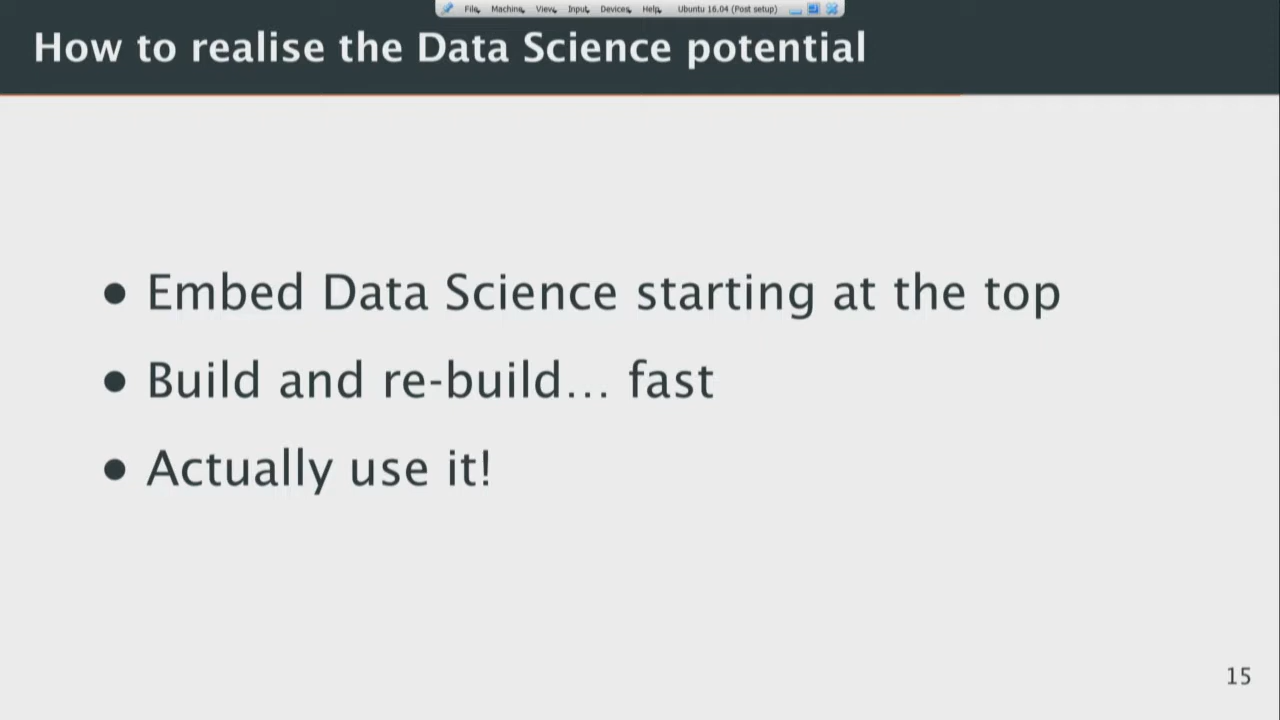 File Machine View Input Devices Help Ubuntu 16.04 (Post setup)
How to realise the Data Science potential
• Embed Data Science starting at the top
• Build and re-build... fast
• Actually use it!
15